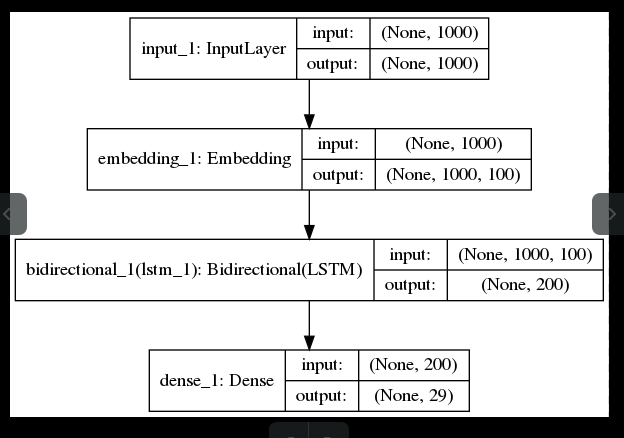 input_1: InputLayer
input: (None, 1000)
output: (None, 1000)
embedding_1: Embedding
input: (None, 1000)
output: (None, 1000, 100)
bidirectional_1(lstm_1): Bidirectional(LSTM)
input: (None, 1000, 100)
output: (None, 200)
dense_1: Dense
input: (None, 200)
output: (None, 29)